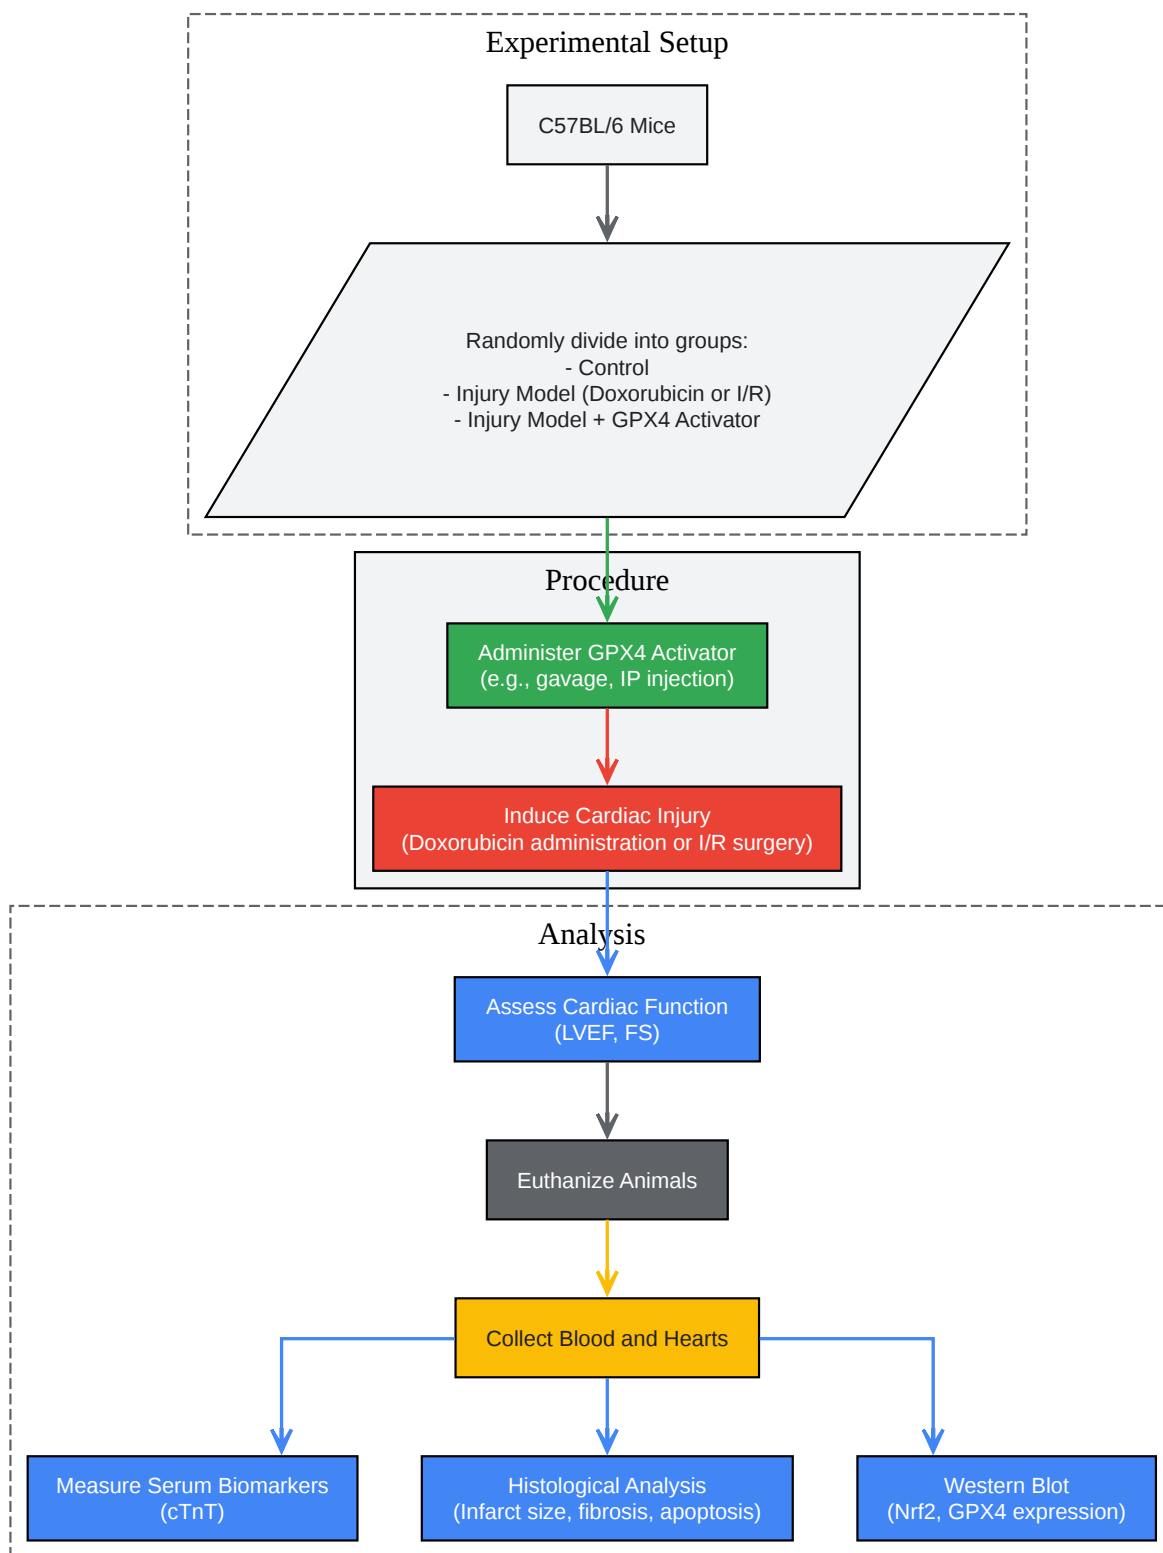 Experimental Setup
C57BL/6 Mice
Randomly divide into groups:
- Control
- Injury Model (Doxorubicin or I/R)
- Injury Model + GPX4 Activator
Procedure
Administer GPX4 Activator
(e.g., gavage, IP injection)
Induce Cardiac Injury
(Doxorubicin administration or I/R surgery)
Analysis
Assess Cardiac Function
(LVEF, FS)
Euthanize Animals
Collect Blood and Hearts
Measure Serum Biomarkers
(cTnT)
Histological Analysis
(Infarct size, fibrosis, apoptosis)
Western Blot
(Nrf2, GPX4 expression)